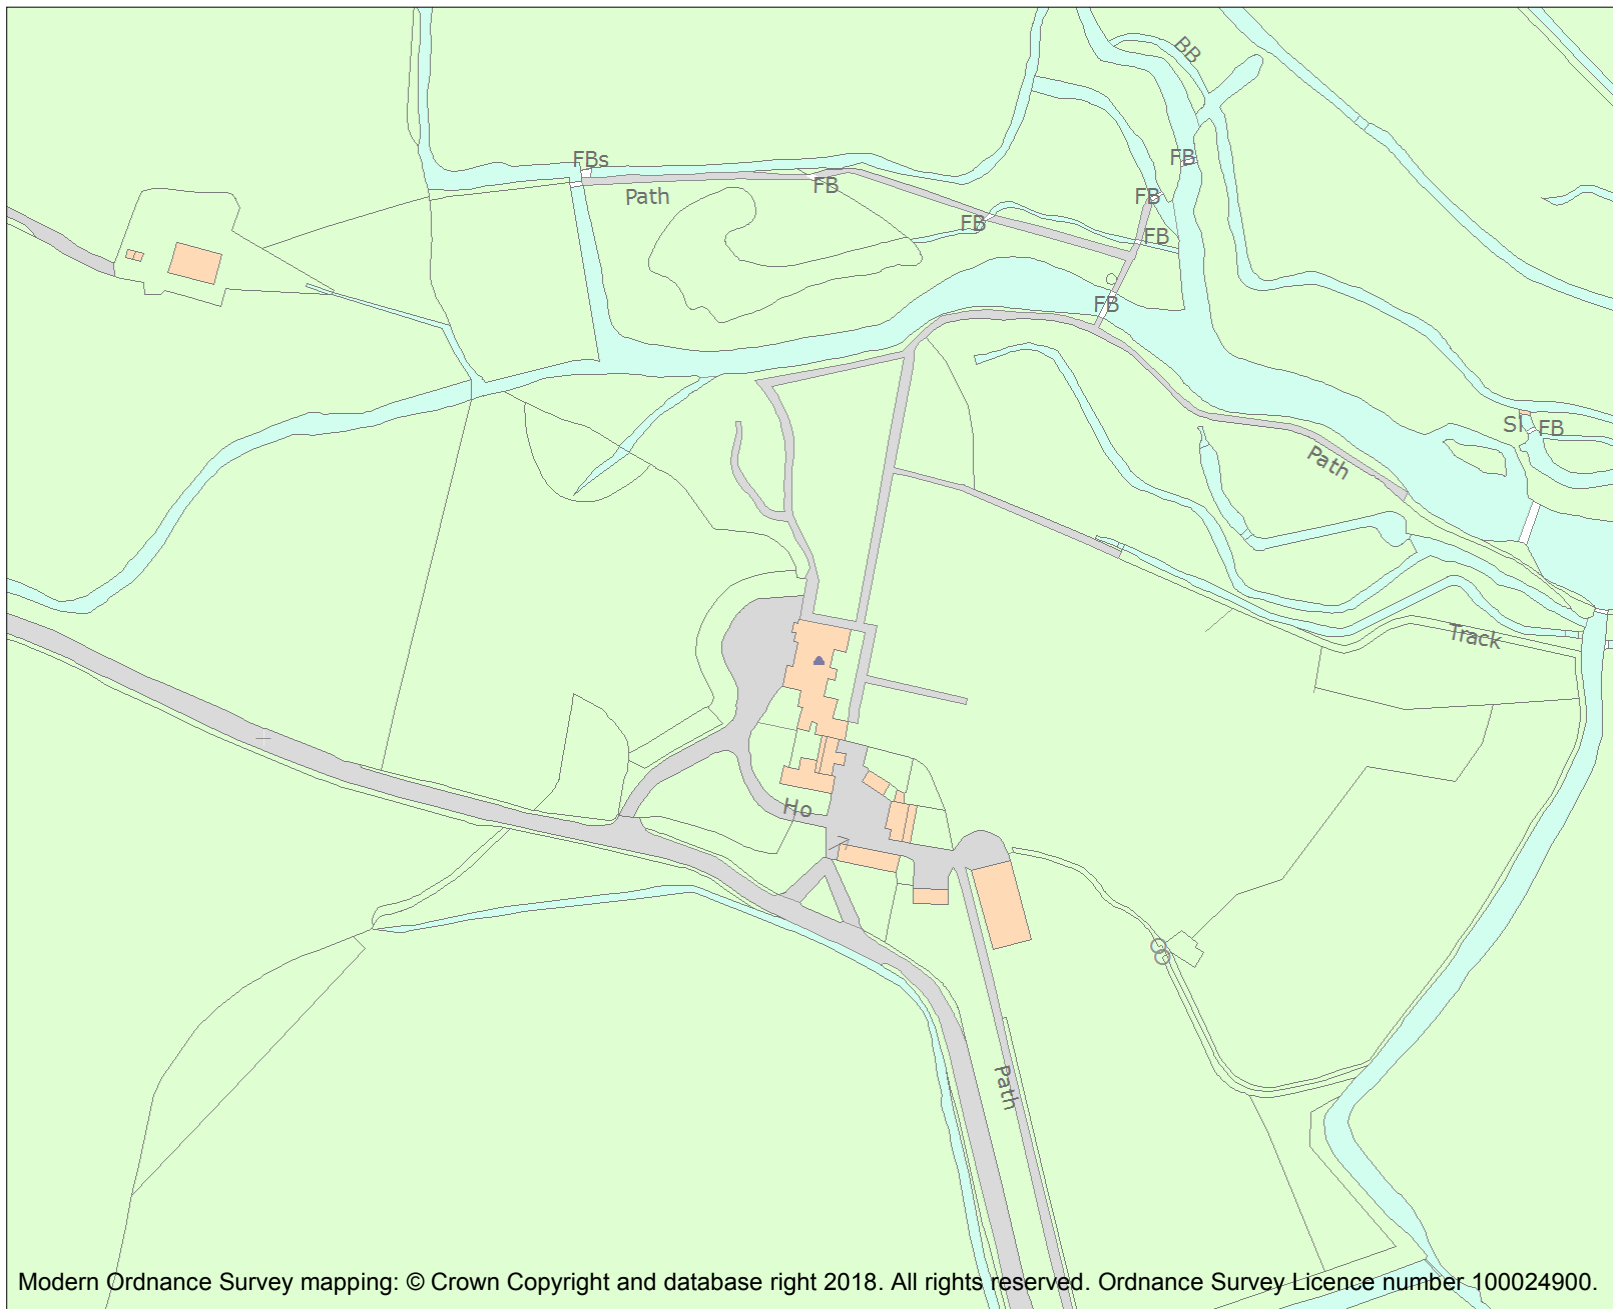 BB
FBs
FB
Path
FB
FB
FB
FB
FB
Sl
FB
Path
Track
Ho
Path
Modern Ordnance Survey mapping: © Crown Copyright and database right 2018. All rights reserved. Ordnance Survey Licence number 100024900.